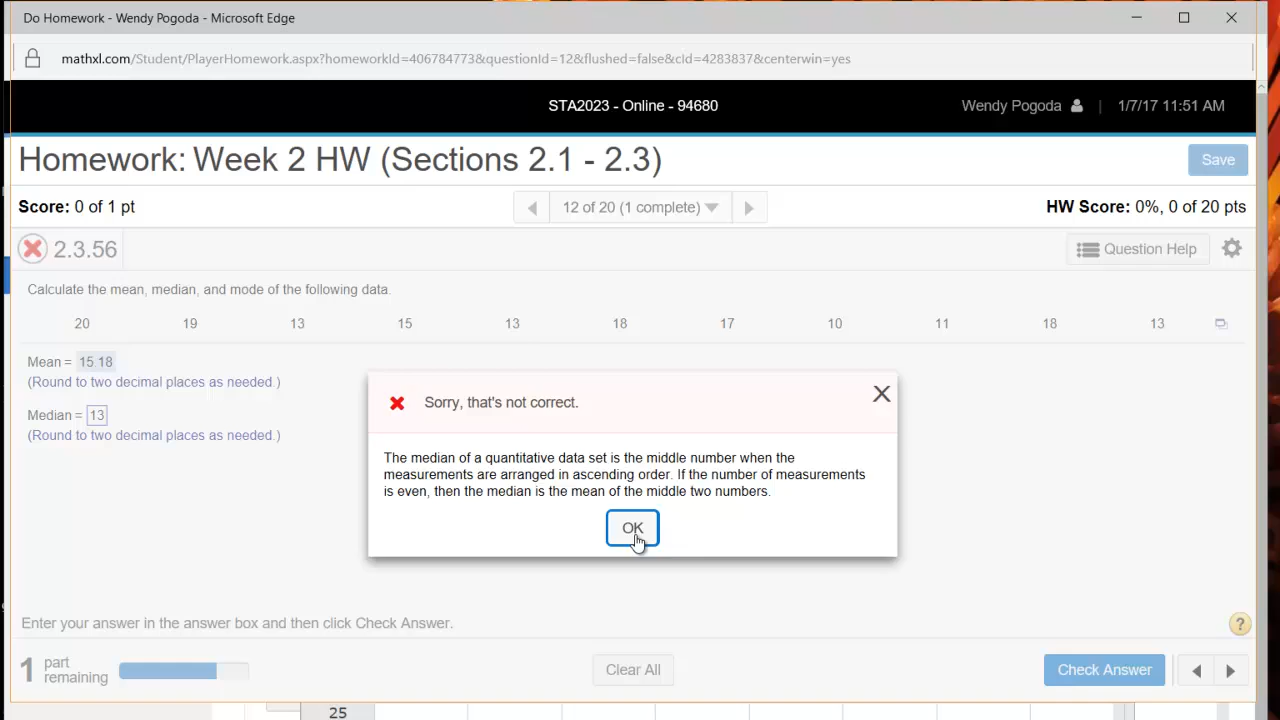 Do Homework - Wendy Pogoda - Microsoft Edge
mathxl.com/Student/PlayerHomework.aspx?homeworkId=406784773&questionId=12&flushed=false&cId=4283837&centerwin=yes
STA2023 - Online - 94680
Wendy Pogoda | 1/7/17 11:51 AM
Homework: Week 2 HW (Sections 2.1 - 2.3)
Save
Score: 0 of 1 pt
12 of 20 (1 complete)
HW Score: 0%, 0 of 20 pts
2.3.56
Question Help
Calculate the mean, median, and mode of the following data.
20 19 13 15 13 18 17 10 11 18 13
Mean = 15.18
(Round to two decimal places as needed.)
Median = 13
(Round to two decimal places as needed.)
Sorry, that's not correct.
The median of a quantitative data set is the middle number when the
measurements are arranged in ascending order. If the number of measurements
is even, then the median is the mean of the middle two numbers.
OK
Enter your answer in the answer box and then click Check Answer.
?
1 part
remaining
Clear All
Check Answer
25